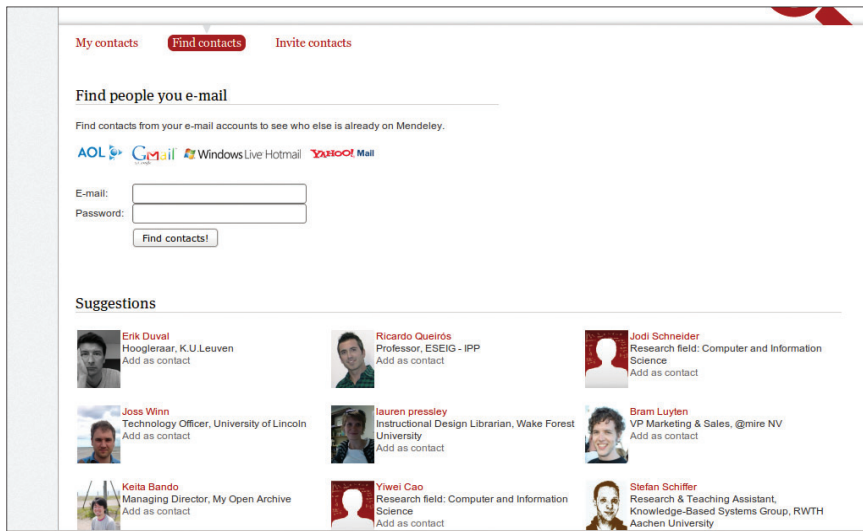 My contacts Find contacts Invite contacts
Find people you e-mail
Find contacts from your e-mail accounts to see who else is already on Mendeley.
AOL Gmail Windows Live Hotmail YAHOO! Mail
E-mail:
Password:
Find contacts!
Suggestions
Erik Duval
Hoogleraar, K.U.Leuven
Add as contact
Ricardo Queirós
Professor, ESEIG - IPP
Add as contact
Jodi Schneider
Research field: Computer and Information
Science
Add as contact
Joss Winn
Technology Officer, University of Lincoln
Add as contact
lauren pressley
Instructional Design Librarian, Wake Forest
University
Add as contact
Bram Luyten
VP Marketing & Sales, @mire NV
Add as contact
Keita Bando
Managing Director, My Open Archive
Add as contact
Yiwei Cao
Research field: Computer and Information
Science
Add as contact
Stefan Schiffer
Research & Teaching Assistant,
Knowledge-Based Systems Group, RWTH
Aachen University